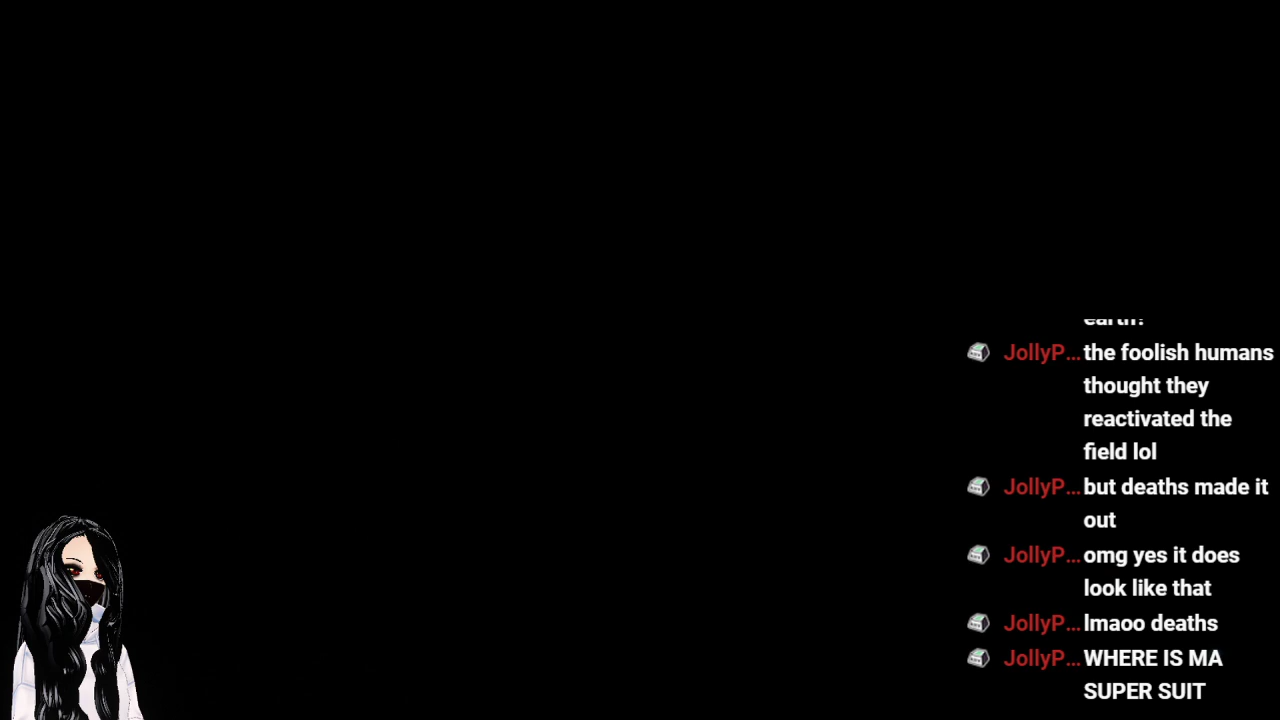 earth?
JollyP... the foolish humans
thought they
reactivated the
field lol
JollyP... but deaths made it
out
JollyP... omg yes it does
look like that
JollyP... lmaoo deaths
JollyP... WHERE IS MA
SUPER SUIT